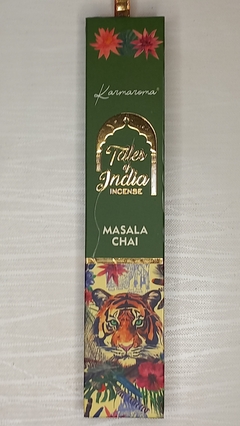 Karmaroma
Tales
of
India
INCENSE
MASALA
CHAI